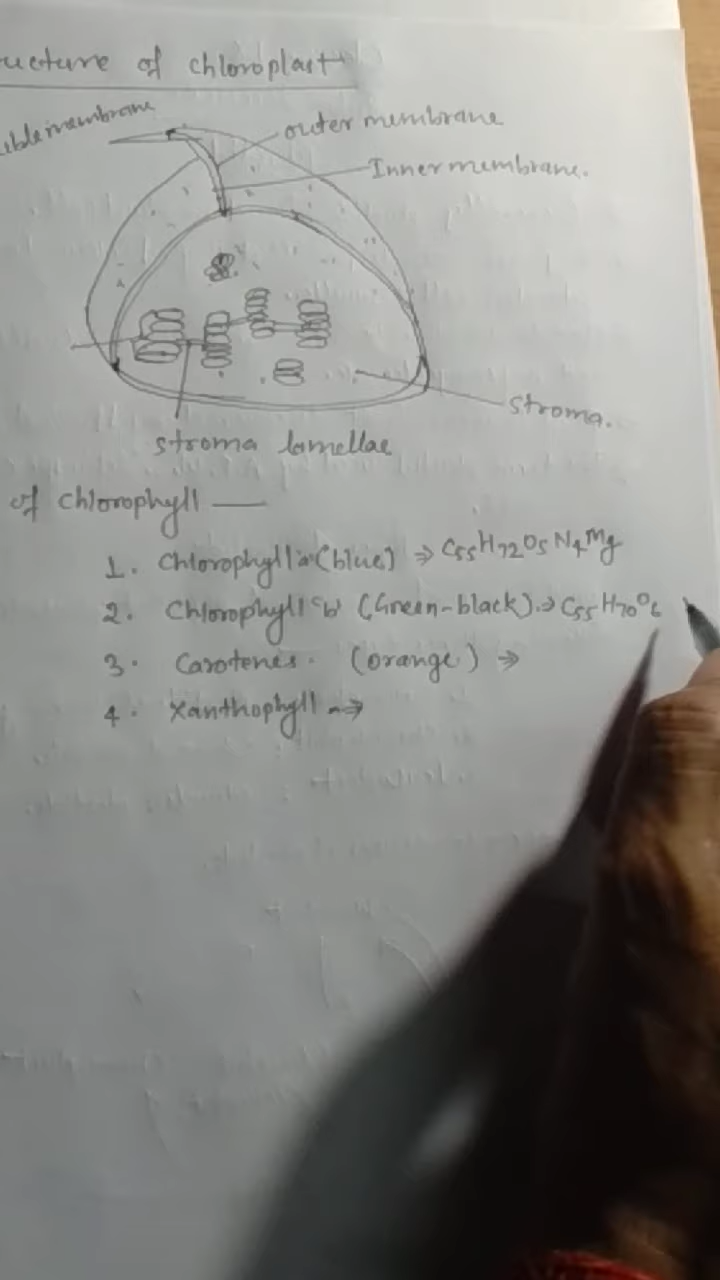 ucture of chloroplast
uble membrane
outer membrane
Inner membrane.
stroma.
stroma lamellae
of chlorophyll —
1. Chlorophyll 'a' (blue) → C55H72O5N4Mg
2. Chlorophyll 'b' (Green-black). → C55H70O6
3. Carotenes. (orange) →
4. Xanthophyll →